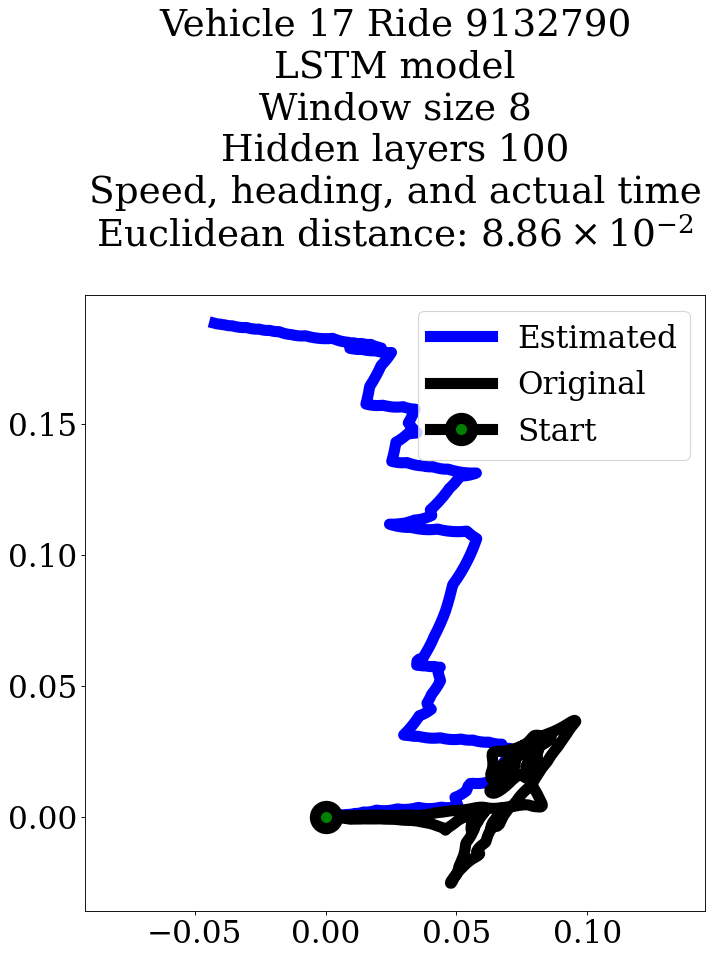 Vehicle 17 Ride 9132790
LSTM model
Window size 8
Hidden layers 100
Speed, heading, and actual time
Euclidean distance: 8.86 × 10⁻²
Estimated
Original
Start
0.15
0.10
0.05
0.00
−0.05
0.00
0.05
0.10